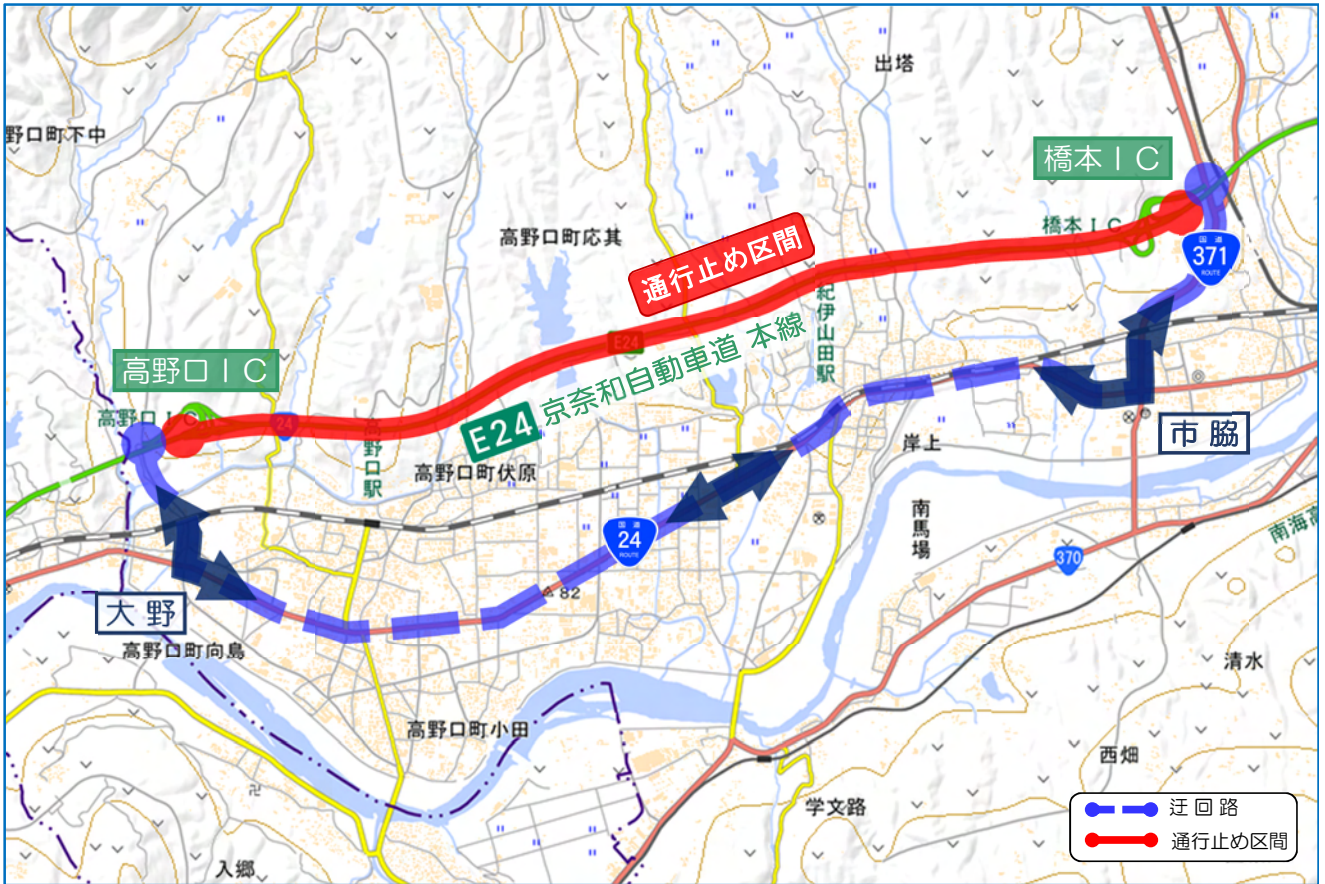 出塔
野口町下中
橋本ＩＣ
橋本ＩＣ
国道
371
ROUTE
高野口町応其
通行止め区間
紀伊山田駅
E24
京奈和自動車道 本線
E24
高野口ＩＣ
高野口ＩＣ
24
高野口駅
高野口町伏原
市脇
岸上
南馬場
国道
24
ROUTE
370
南海高
82
大野
高野口町向島
清水
高野口町小田
西畑
学文路
入郷
卍
迂回路
通行止め区間